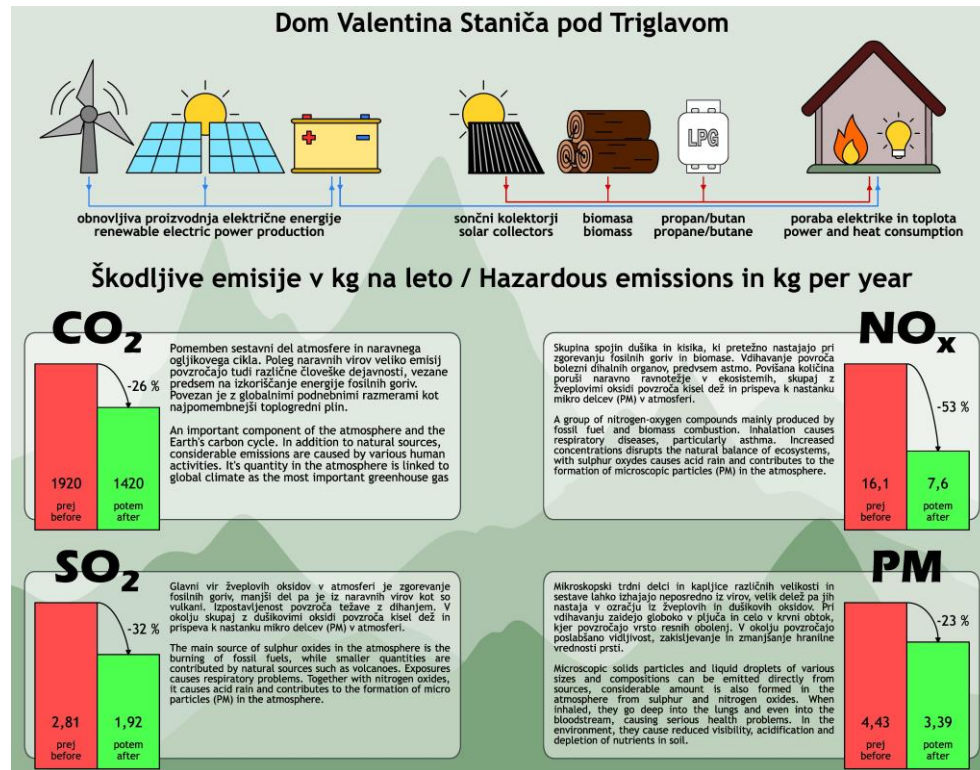 Dom Valentina Staniča pod Triglavom
LPG
obnovljiva proizvodnja električne energije
renewable electric power production
sončni kolektorji
solar collectors
biomasa
biomass
propan/butan
propane/butane
poraba elektrike in toplota
power and heat consumption
Škodljive emisije v kg na leto / Hazardous emissions in kg per year
CO₂
-26 %
1920
prej
before
1420
potem
after
Pomemben sestavni del atmosfere in naravnega
ogljikovega cikla. Poleg naravnih virov veliko emisij
povzročajo tudi različne človeške dejavnosti, vezane
predsem na izkoriščanje energije fosilnih goriv.
Povezan je z globalnimi podnebnimi razmerami kot
najpomembnejši toplogredni plin.
An important component of the atmosphere and the
Earth's carbon cycle. In addition to natural sources,
considerable emissions are caused by various human
activities. It's quantity in the atmosphere is linked to
global climate as the most important greenhouse gas
NOₓ
Skupina spojin dušika in kisika, ki pretežno nastajajo pri
zgorevanju fosilnih goriv in biomase. Vdihavanje povroča
bolezni dihalnih organov, predvsem astmo. Povišana količina
poruši naravno ravnotežje v ekosistemih, skupaj z
žveplovimi oksidi povzroča kisel dež in prispeva k nastanku
mikro delcev (PM) v atmosferi.
A group of nitrogen-oxygen compounds mainly produced by
fossil fuel and biomass combustion. Inhalation causes
respiratory diseases, particularly asthma. Increased
concentrations disrupts the natural balance of ecosystems,
with sulphur oxydes causes acid rain and contributes to the
formation of microscopic particles (PM) in the atmosphere.
-53 %
16,1
prej
before
7,6
potem
after
SO₂
-32 %
2,81
prej
before
1,92
potem
after
Glavni vir žveplovih oksidov v atmosferi je zgorevanje
fosilnih goriv, manjši del pa je iz naravnih virov kot so
vulkani. Izpostavljenost povzroča težave z dihanjem. V
okolju skupaj z dušikovimi oksidi povzroča kisel dež in
prispeva k nastanku mikro delcev (PM) v atmosferi.
The main source of sulphur oxides in the atmosphere is the
burning of fossil fuels, while smaller quantities are
contributed by natural sources such as volcanoes. Exposures
causes respiratory problems. Together with nitrogen oxides,
it causes acid rain and contributes to the formation of micro
particles (PM) in the atmosphere.
PM
Mikroskopski trdni delci in kapljice različnih velikosti in
sestave lahko izhajajo neposredno iz virov, velik delež pa jih
nastaja v ozračju iz žveplovih in dušikovih oksidov. Pri
vdihavanju zaidejo globoko v pljuča in celo v krvni obtok,
kjer povzročajo vrsto resnih obolenj. V okolju povzročajo
poslabšano vidljivost, zakisljevanje in zmanjšanje hranilne
vrednosti prsti.
Microscopic solids particles and liquid droplets of various
sizes and compositions can be emitted directly from
sources, considerable amount is also formed in the
atmosphere from sulphur and nitrogen oxides. When
inhaled, they go deep into the lungs and even into the
bloodstream, causing serious health problems. In the
environment, they cause reduced visibility, acidification and
depletion of nutrients in soil.
-23 %
4,43
prej
before
3,39
potem
after